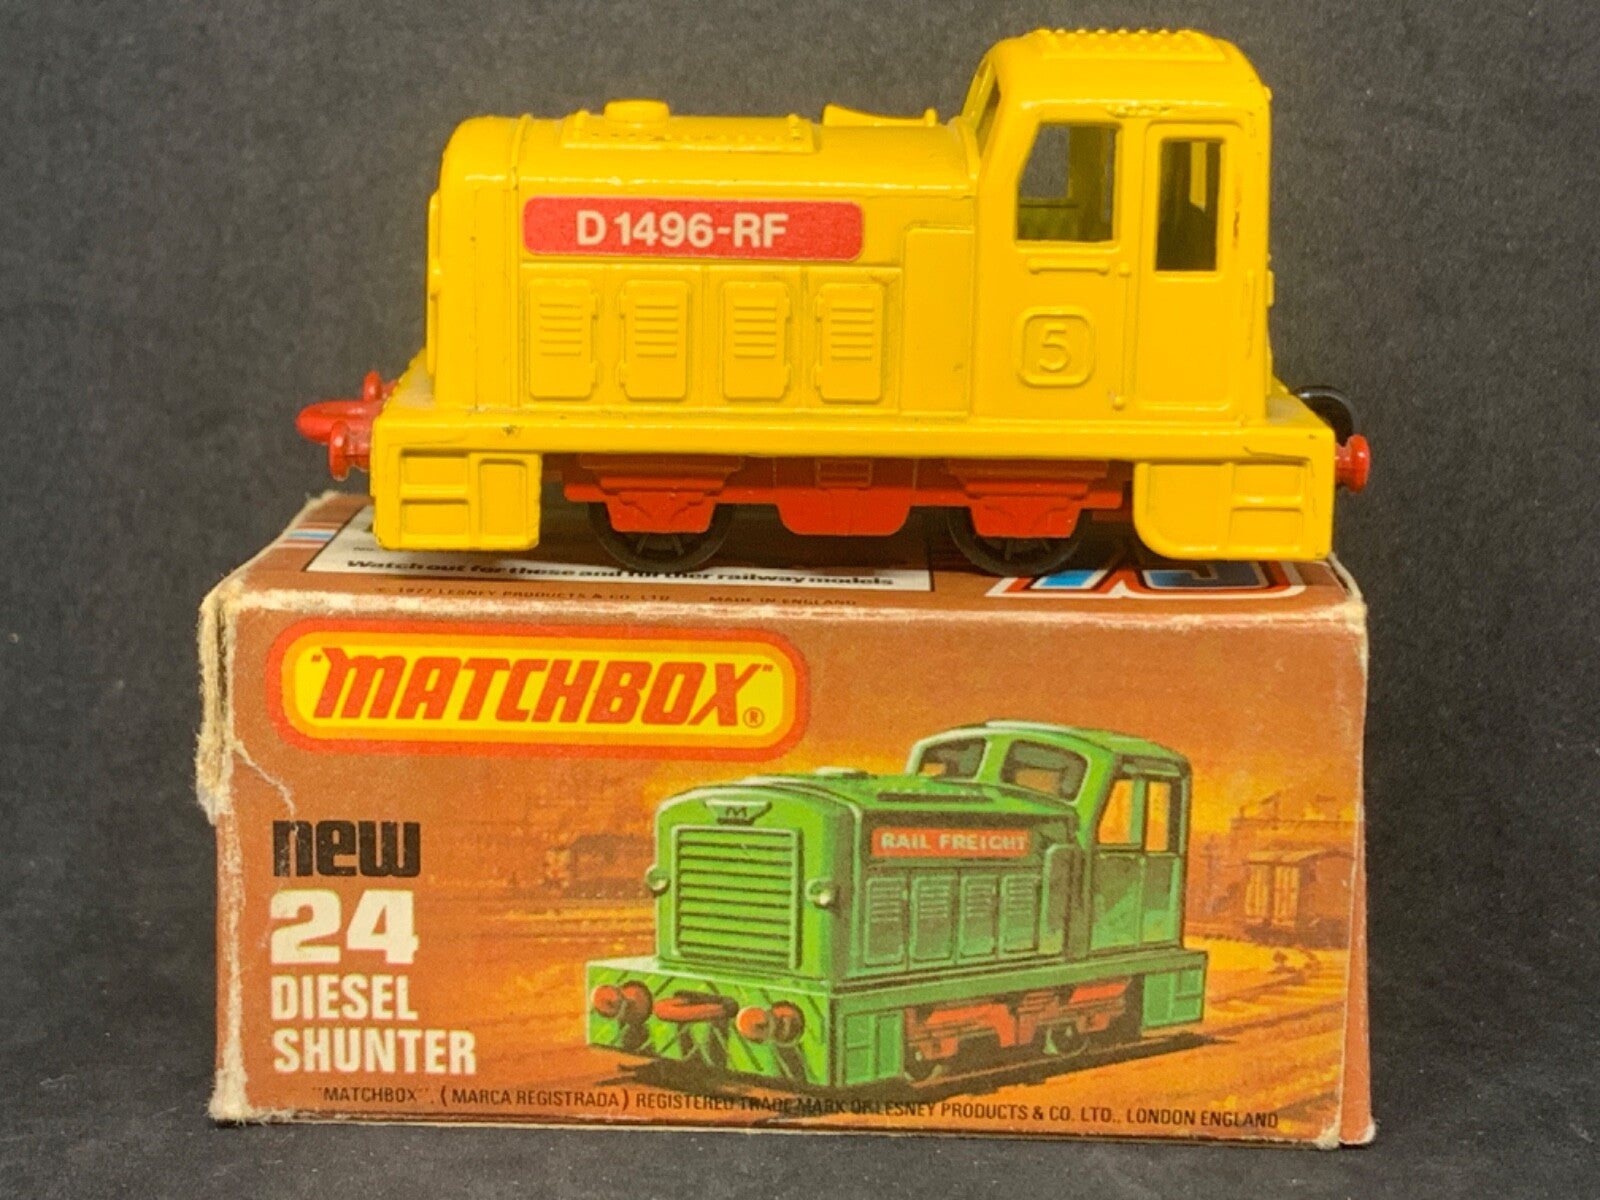 D1496-RF
5
Watch out for these and further railway models
© 1977 LESNEY PRODUCTS & CO. LTD. MADE IN ENGLAND
75
"MATCHBOX"®
M
RAIL FREIGHT
new
24
DIESEL
SHUNTER
"MATCHBOX". (MARCA REGISTRADA) REGISTERED TRADE MARK OF LESNEY PRODUCTS & CO. LTD.. LONDON ENGLAND